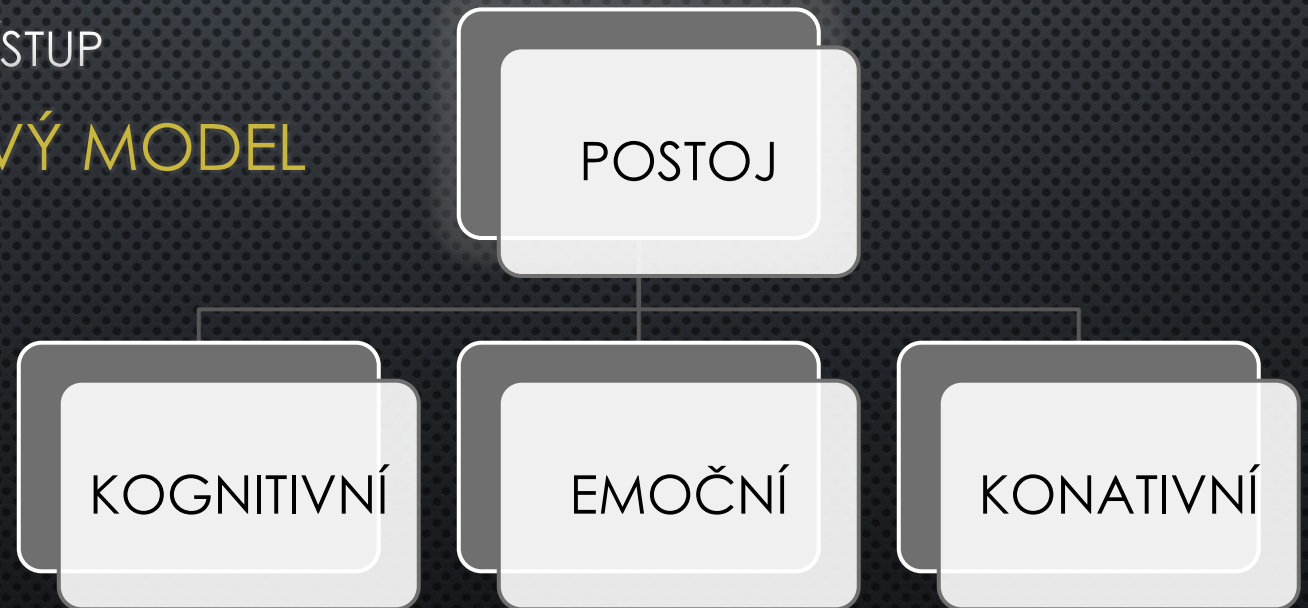 STUP
VÝ MODEL
POSTOJ
KOGNITIVNÍ
EMOČNÍ
KONATIVNÍ